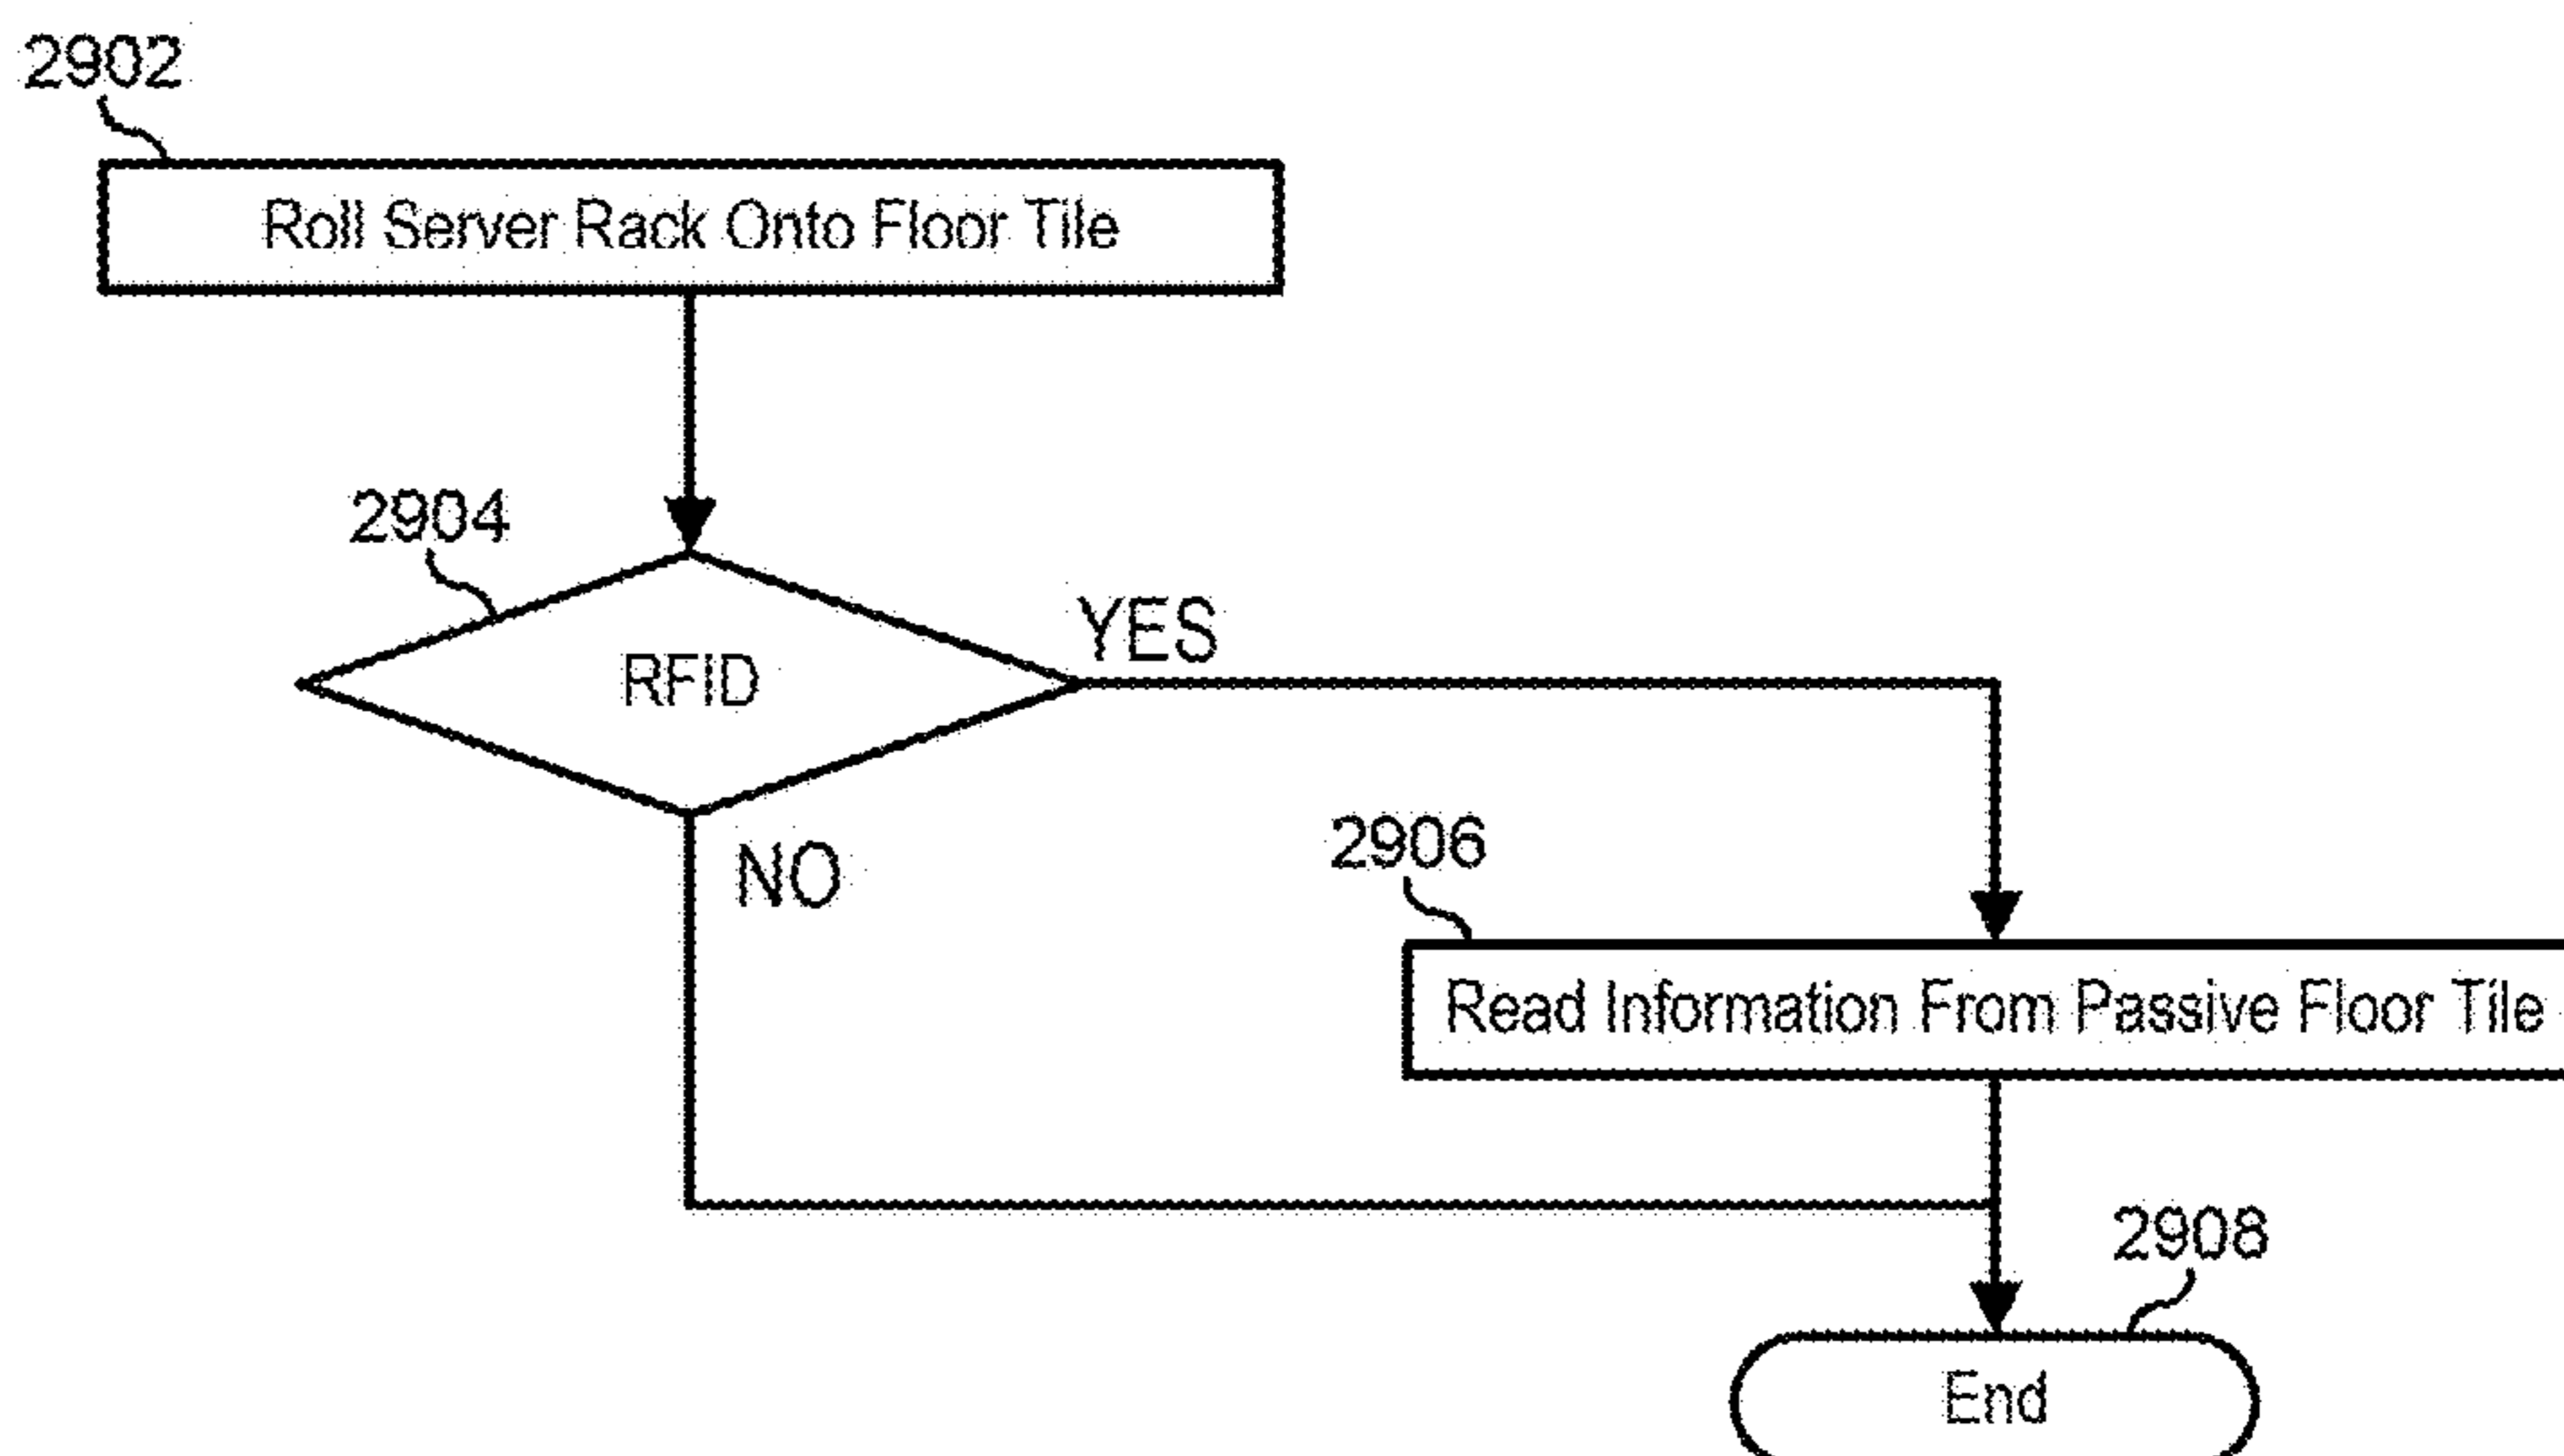 2902
Roll Server Rack Onto Floor Tile
2904
RFID
YES
NO
2906
Read Information From Passive Floor Tile
2908
End